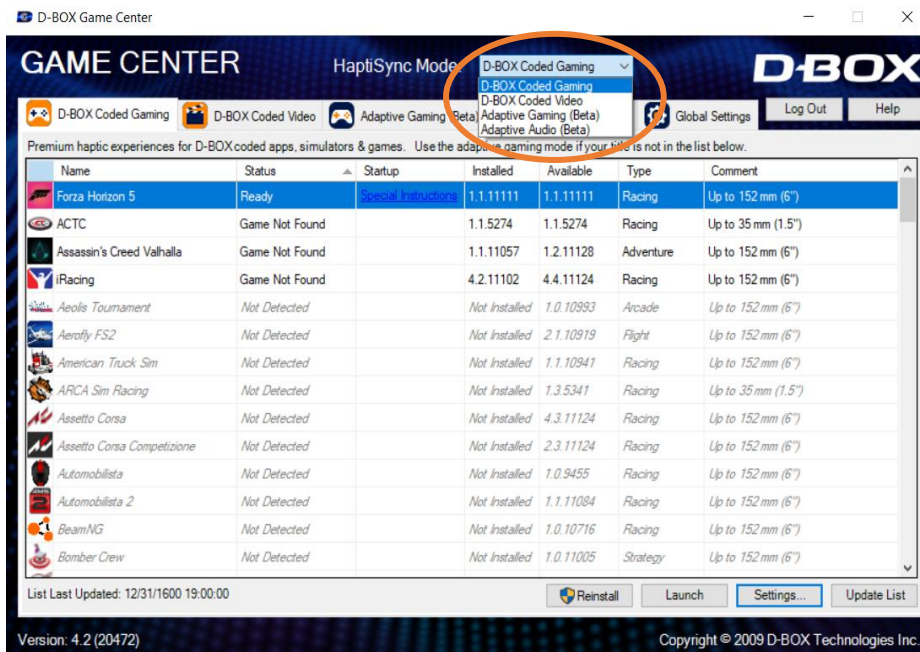 D-BOX Game Center
GAME CENTER HaptiSync Mode: D-BOX Coded Gaming D-BOX
D-BOX Coded Gaming
D-BOX Coded Video
Adaptive Gaming (Beta)
Adaptive Audio (Beta)
D-BOX Coded Gaming D-BOX Coded Video Adaptive Gaming (Beta) Global Settings Log Out Help
Premium haptic experiences for D-BOX coded apps, simulators & games. Use the adaptive gaming mode if your title is not in the list below.
Name Status Startup Installed Available Type Comment
Forza Horizon 5 Ready Special Instructions 1.1.11111 1.1.11111 Racing Up to 152 mm (6")
ACTC Game Not Found 1.1.5274 1.1.5274 Racing Up to 35 mm (1.5")
Assassin's Creed Valhalla Game Not Found 1.1.11057 1.2.11128 Adventure Up to 152 mm (6")
iRacing Game Not Found 4.2.11102 4.4.11124 Racing Up to 152 mm (6")
Aeolis Tournament Not Detected Not Installed 1.0.10993 Arcade Up to 152 mm (6")
Aerofly FS2 Not Detected Not Installed 2.1.10919 Flight Up to 152 mm (6")
American Truck Sim Not Detected Not Installed 1.1.10941 Racing Up to 152 mm (6")
ARCA Sim Racing Not Detected Not Installed 1.3.5341 Racing Up to 35 mm (1.5")
Assetto Corsa Not Detected Not Installed 4.3.11124 Racing Up to 152 mm (6")
Assetto Corsa Competizione Not Detected Not Installed 2.3.11124 Racing Up to 152 mm (6")
Automobilista Not Detected Not Installed 1.0.9455 Racing Up to 152 mm (6")
Automobilista 2 Not Detected Not Installed 1.1.11084 Racing Up to 152 mm (6")
BeamNG Not Detected Not Installed 1.0.10716 Racing Up to 152 mm (6")
Bomber Crew Not Detected Not Installed 1.0.11005 Strategy Up to 152 mm (6")
List Last Updated: 12/31/1600 19:00:00 Reinstall Launch Settings... Update List
Version: 4.2 (20472) Copyright © 2009 D-BOX Technologies Inc.